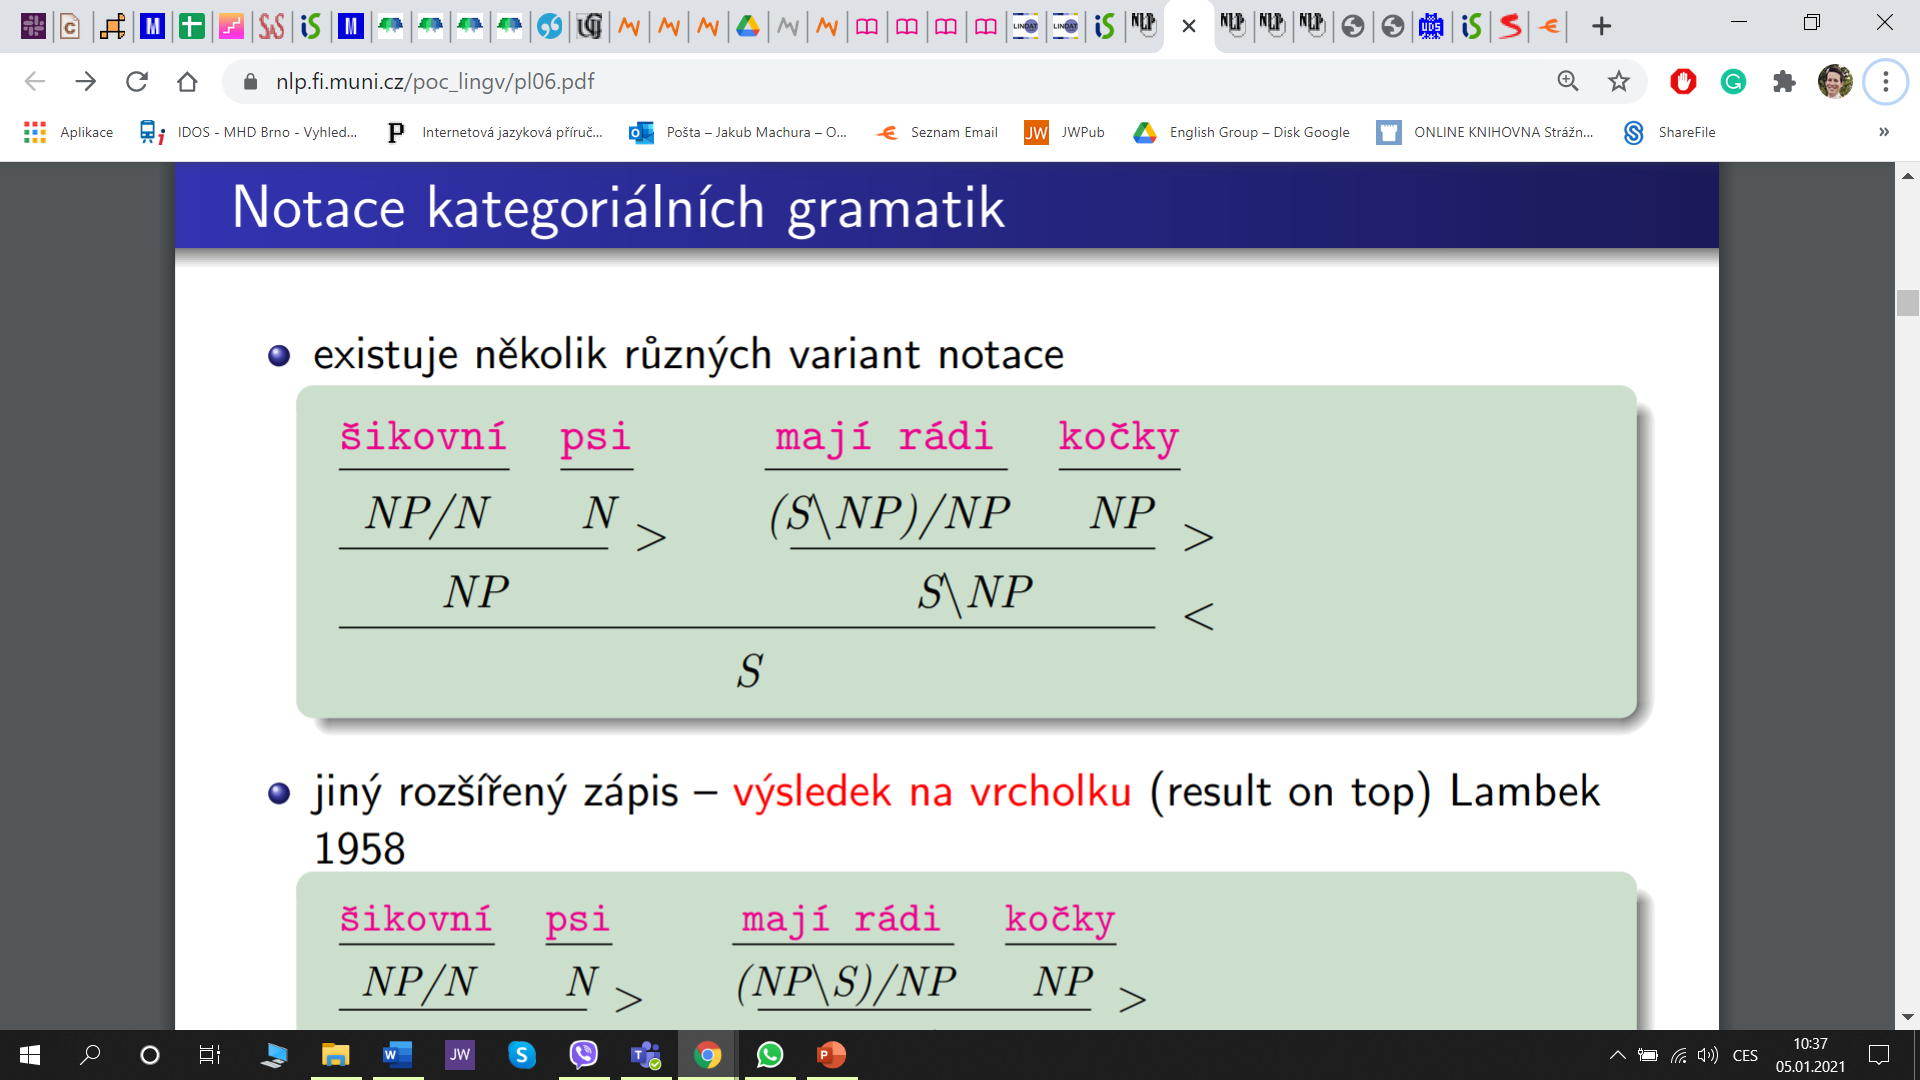 nlp.fi.muni.cz/poc_lingv/pl06.pdf
Aplikace IDOS - MHD Brno - Vyhled... Internetová jazyková příruč... Pošta – Jakub Machura – O... Seznam Email JWPub English Group – Disk Google ONLINE KNIHOVNA Strážn... ShareFile »
Notace kategoriálních gramatik
existuje několik různých variant notace
šikovní psi mají rádi kočky
NP/N N > (S\NP)/NP NP >
NP S\NP <
S
jiný rozšířený zápis – výsledek na vrcholku (result on top) Lambek
1958
šikovní psi mají rádi kočky
NP/N N > (NP\S)/NP NP >
CES
10:37
05.01.2021